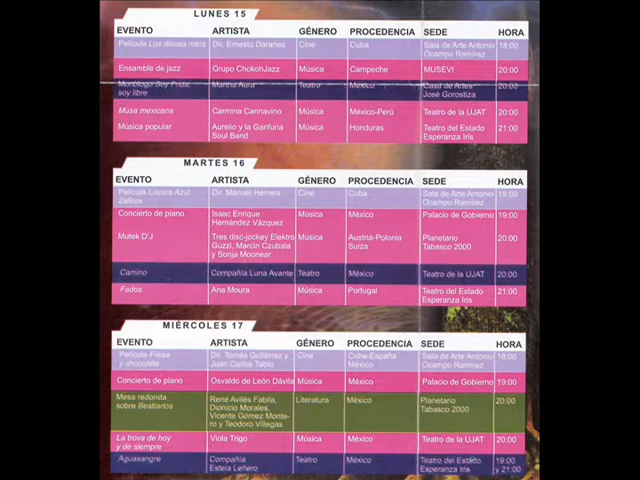 LUNES 15
EVENTO ARTISTA GÉNERO PROCEDENCIA SEDE HORA
Película Los diosas rotos Dir. Ernesto Daranas Cine Cuba Sala de Arte Antonio Ocampo Ramírez 18:00
Ensamble de jazz Grupo ChokohJazz Música Campeche MUSEVI 20:00
Monólogo Soy Frida, soy libre Martha Aura Teatro México Casa de Artes José Gorostiza 20:00
Musa mexicana Carmina Cannavino Música México-Perú Teatro de la UJAT 20:00
Música popular Aurelio y la Garífuna Soul Band Música Honduras Teatro del Estado Esperanza Iris 21:00
MARTES 16
EVENTO ARTISTA GÉNERO PROCEDENCIA SEDE HORA
Película Locura Azul Zafiros Dir. Manuel Herrera Cine Cuba Sala de Arte Antonio Ocampo Ramírez 18:00
Concierto de piano Isaac Enrique Hernández Vázquez Música México Palacio de Gobierno 19:00
Mutek D'J Tres disc-jockey Elektro Guzzi, Marcin Czubala y Sonja Moonear Música Austria-Polonia Suiza Planetario Tabasco 2000 20:00
Camino Compañía Luna Avante Teatro México Teatro de la UJAT 20:00
Fados Ana Moura Música Portugal Teatro del Estado Esperanza Iris 21:00
MIÉRCOLES 17
EVENTO ARTISTA GÉNERO PROCEDENCIA SEDE HORA
Película Fresa y chocolate Dir. Tomás Gutiérrez y Juan Carlos Tabío Cine Cuba-España México Sala de Arte Antonio Ocampo Ramírez 18:00
Concierto de piano Osvaldo de León Dávila Música México Palacio de Gobierno 19:00
Mesa redonda sobre Bestiarios René Avilés Fabila, Dionicio Morales, Vicente Gómez Montero y Teodoro Villegas Literatura México Planetario Tabasco 2000 20:00
La trova de hoy y de siempre Viola Trigo Música México Teatro de la UJAT 20:00
Aguasangre Compañía Estela Leñero Teatro México Teatro del Estado Esperanza Iris 19:00 y 21:00